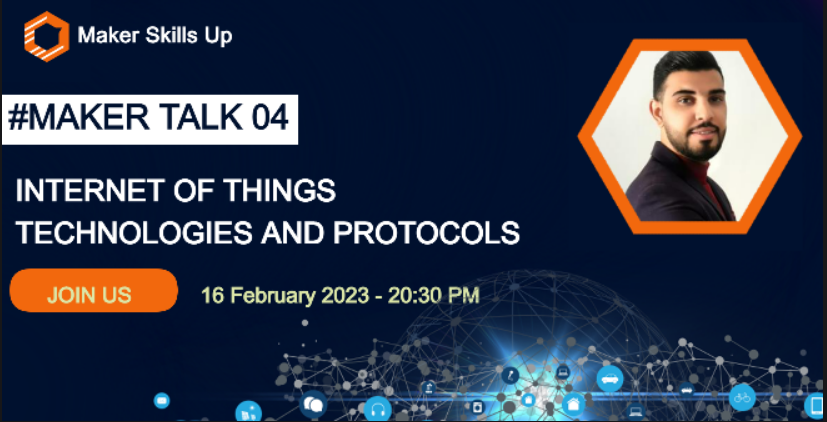 Maker Skills Up
#MAKER TALK 04
INTERNET OF THINGS
TECHNOLOGIES AND PROTOCOLS
JOIN US
16 February 2023 - 20:30 PM